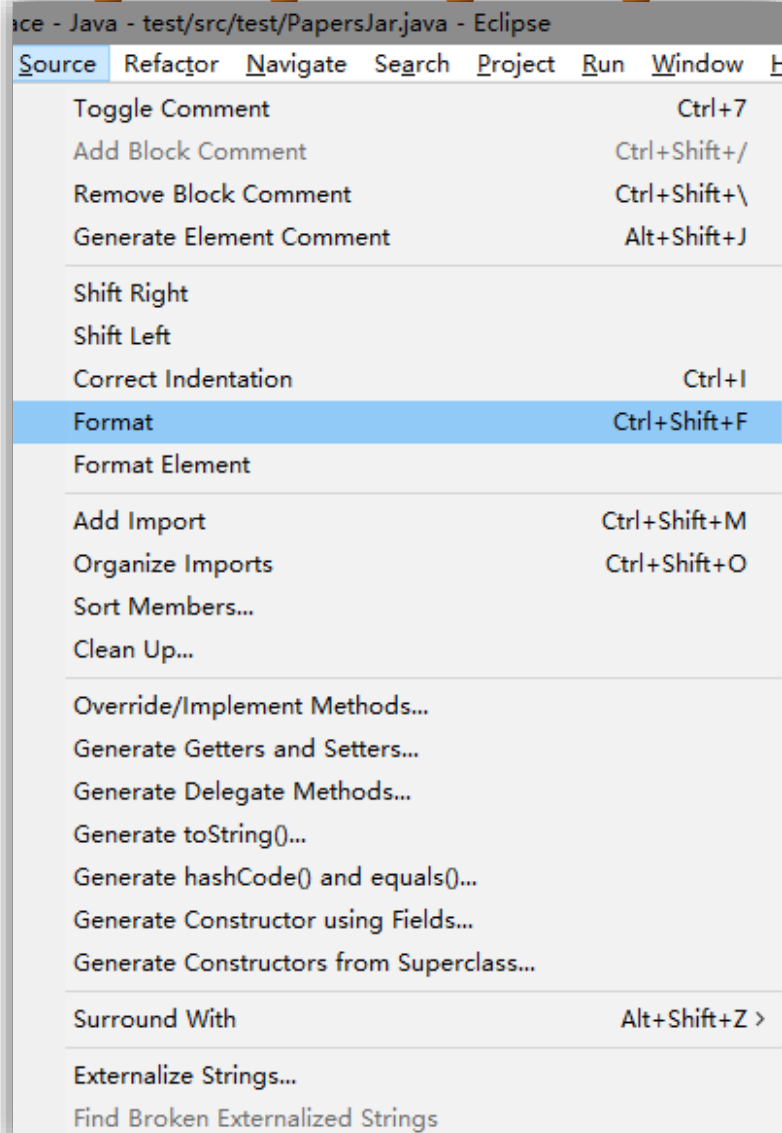 ace - Java - test/src/test/PapersJar.java - Eclipse
Source Refactor Navigate Search Project Run Window H
Toggle Comment Ctrl+7
Add Block Comment Ctrl+Shift+/
Remove Block Comment Ctrl+Shift+\
Generate Element Comment Alt+Shift+J
Shift Right
Shift Left
Correct Indentation Ctrl+I
Format Ctrl+Shift+F
Format Element
Add Import Ctrl+Shift+M
Organize Imports Ctrl+Shift+O
Sort Members...
Clean Up...
Override/Implement Methods...
Generate Getters and Setters...
Generate Delegate Methods...
Generate toString()...
Generate hashCode() and equals()...
Generate Constructor using Fields...
Generate Constructors from Superclass...
Surround With Alt+Shift+Z >
Externalize Strings...
Find Broken Externalized Strings